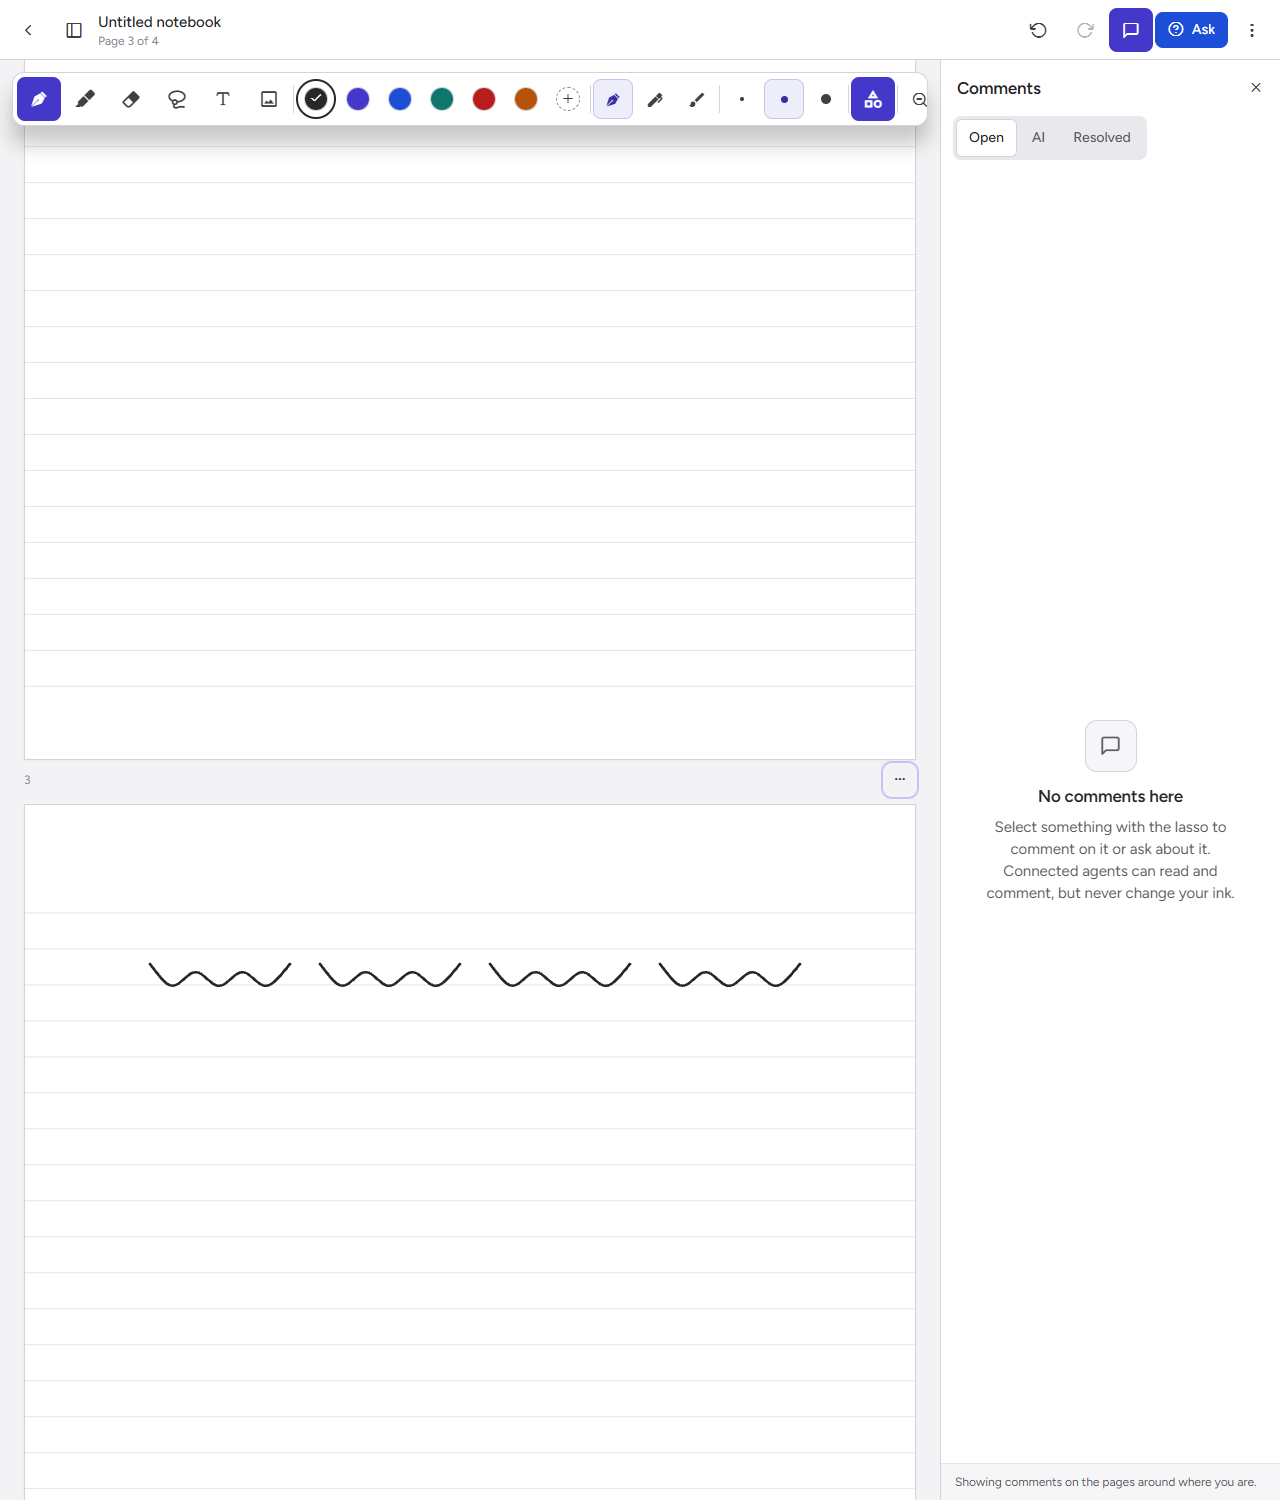 Untitled notebook
Page 3 of 4
Ask
Comments
Open AI Resolved
3
No comments here
Select something with the lasso to
comment on it or ask about it.
Connected agents can read and
comment, but never change your ink.
Showing comments on the pages around where you are.